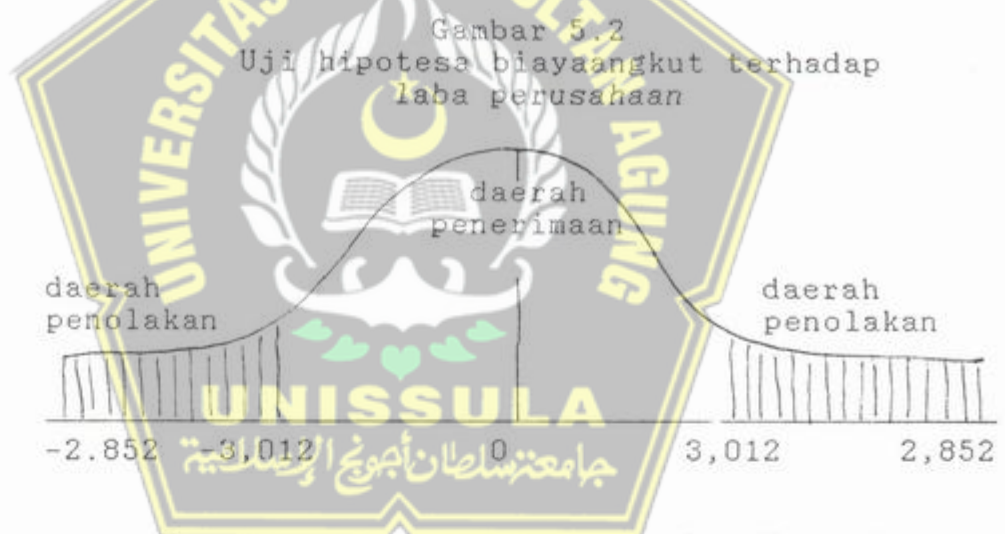 Gambar 5.2
Uji hipotesa biayaangkut terhadap
laba perusahaan
UNIVERSITAS SULTAN AGUNG
daerah
penerimaan
daerah
penolakan
daerah
penolakan
UNISSULA
-2.852 -3,012 0 3,012 2,852
جامعة سلطان أجونج الإسلامية